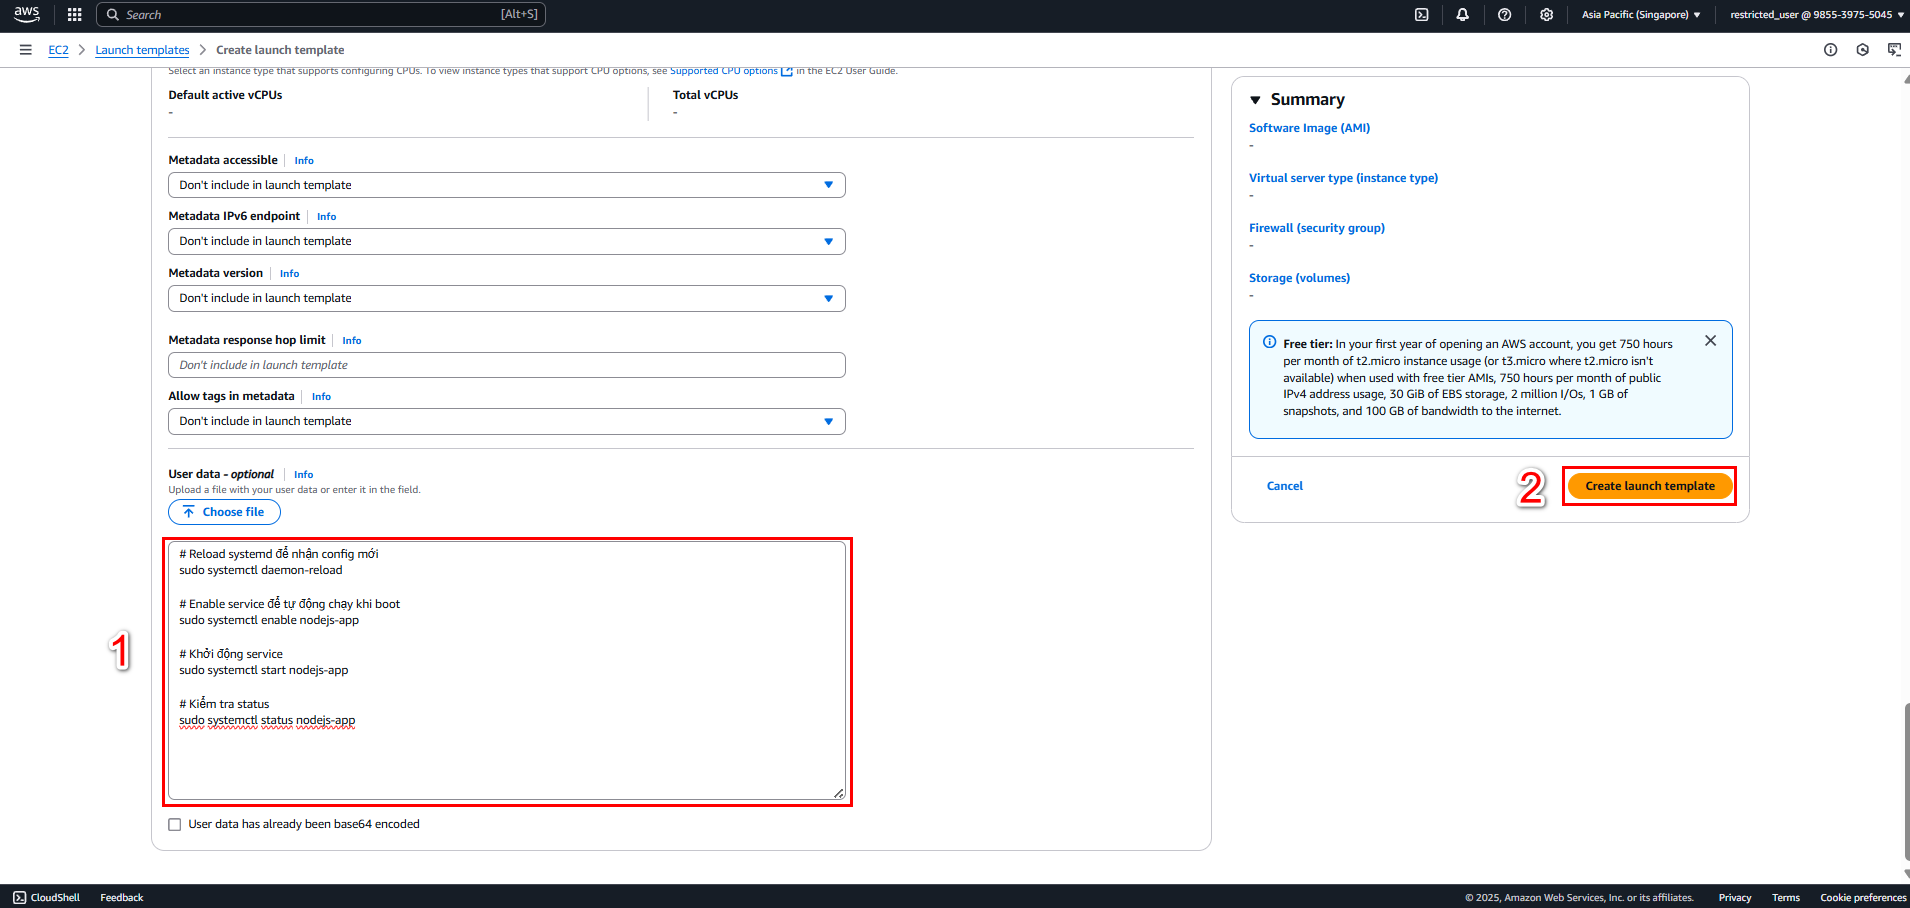 aws
Search
[Alt+S]
Asia Pacific (Singapore)
restricted_user @ 9855-3975-5045
EC2
Launch templates
Create launch template
Select an instance type that supports configuring CPUs. To view instance types that support CPU options, see Supported CPU options in the EC2 User Guide.
Default active vCPUs
-
Total vCPUs
-
Metadata accessible
Info
Don't include in launch template
Metadata IPv6 endpoint
Info
Don't include in launch template
Metadata version
Info
Don't include in launch template
Metadata response hop limit
Info
Don't include in launch template
Allow tags in metadata
Info
Don't include in launch template
User data - optional
Info
Upload a file with your user data or enter it in the field.
Choose file
1
# Reload systemd để nhận config mới
sudo systemctl daemon-reload
# Enable service để tự động chạy khi boot
sudo systemctl enable nodejs-app
# Khởi động service
sudo systemctl start nodejs-app
# Kiểm tra status
sudo systemctl status nodejs-app
User data has already been base64 encoded
Summary
Software Image (AMI)
-
Virtual server type (instance type)
-
Firewall (security group)
-
Storage (volumes)
-
Free tier: In your first year of opening an AWS account, you get 750 hours
per month of t2.micro instance usage (or t3.micro where t2.micro isn't
available) when used with free tier AMIs, 750 hours per month of public
IPv4 address usage, 30 GiB of EBS storage, 2 million I/Os, 1 GB of
snapshots, and 100 GB of bandwidth to the internet.
Cancel
2
Create launch template
CloudShell
Feedback
© 2025, Amazon Web Services, Inc. or its affiliates.
Privacy
Terms
Cookie preferences